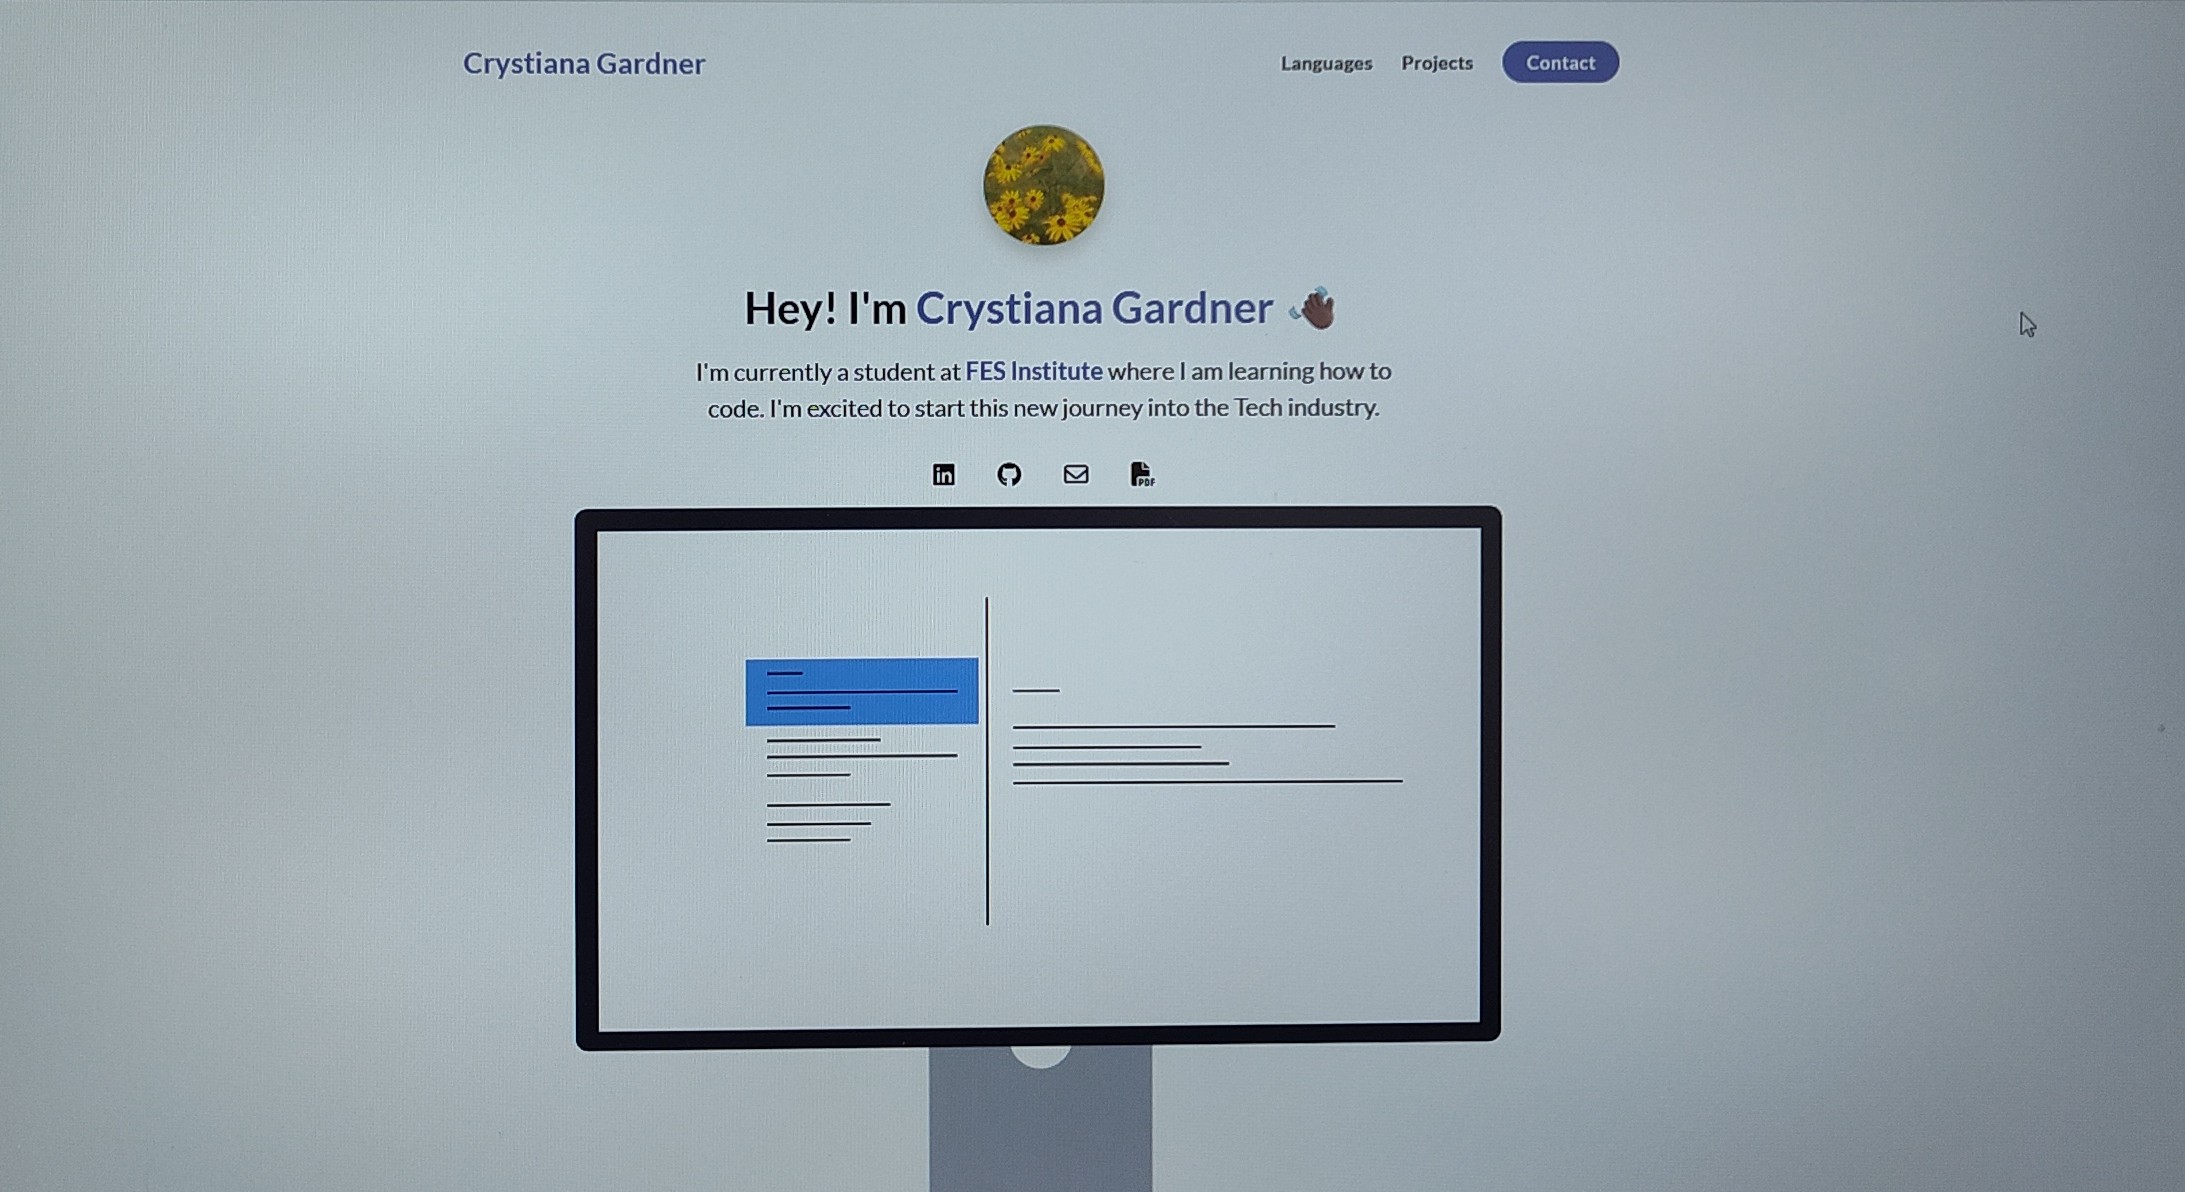 Crystiana Gardner
Languages Projects Contact
Hey! I'm Crystiana Gardner 👋🏿
I'm currently a student at FES Institute where I am learning how to
code. I'm excited to start this new journey into the Tech industry.
in
PDF